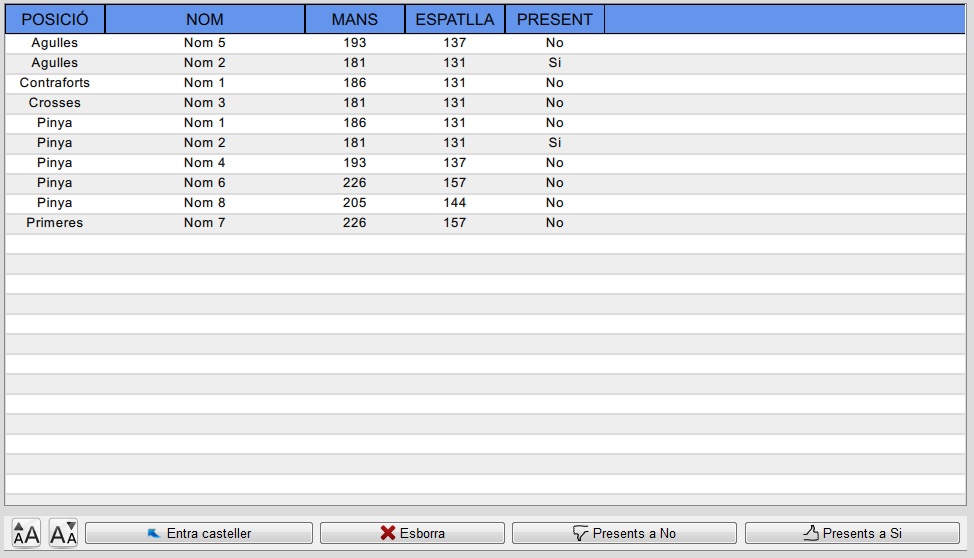 POSICIÓ NOM MANS ESPATLLA PRESENT
Agulles Nom 5 193 137 No
Agulles Nom 2 181 131 Si
Contraforts Nom 1 186 131 No
Crosses Nom 3 181 131 No
Pinya Nom 1 186 131 No
Pinya Nom 2 181 131 Si
Pinya Nom 4 193 137 No
Pinya Nom 6 226 157 No
Pinya Nom 8 205 144 No
Primeres Nom 7 226 157 No
AA AA Entra casteller Esborra Presents a No Presents a Si